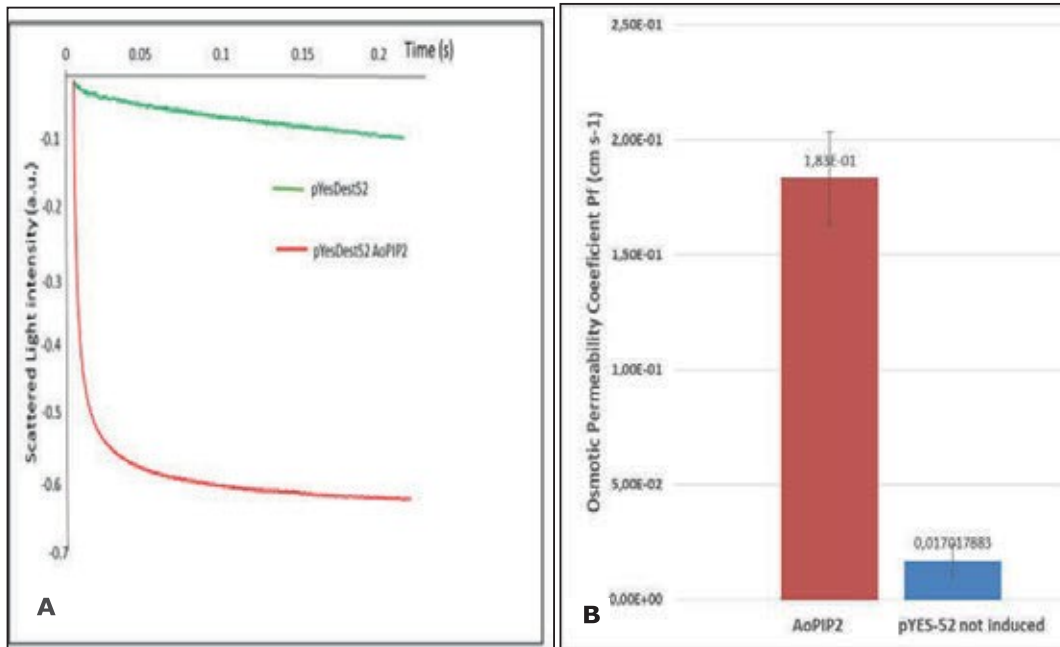 0 0.05 0.1 0.15 0.2 Time (s)
-0.1
-0.2
-0.3
-0.4
-0.5
-0.6
-0.7
Scattered Light intensity (a.u.)
pYesDest52
pYesDest52 AoPIP2
A
2,50E-01
2,00E-01
1,50E-01
1,00E-01
5,00E-02
0,00E+00
Osmotic Permeability Coeeficient Pf (cm s-1)
1,83E-01
0,017017883
AoPIP2 pYES-52 not induced
B